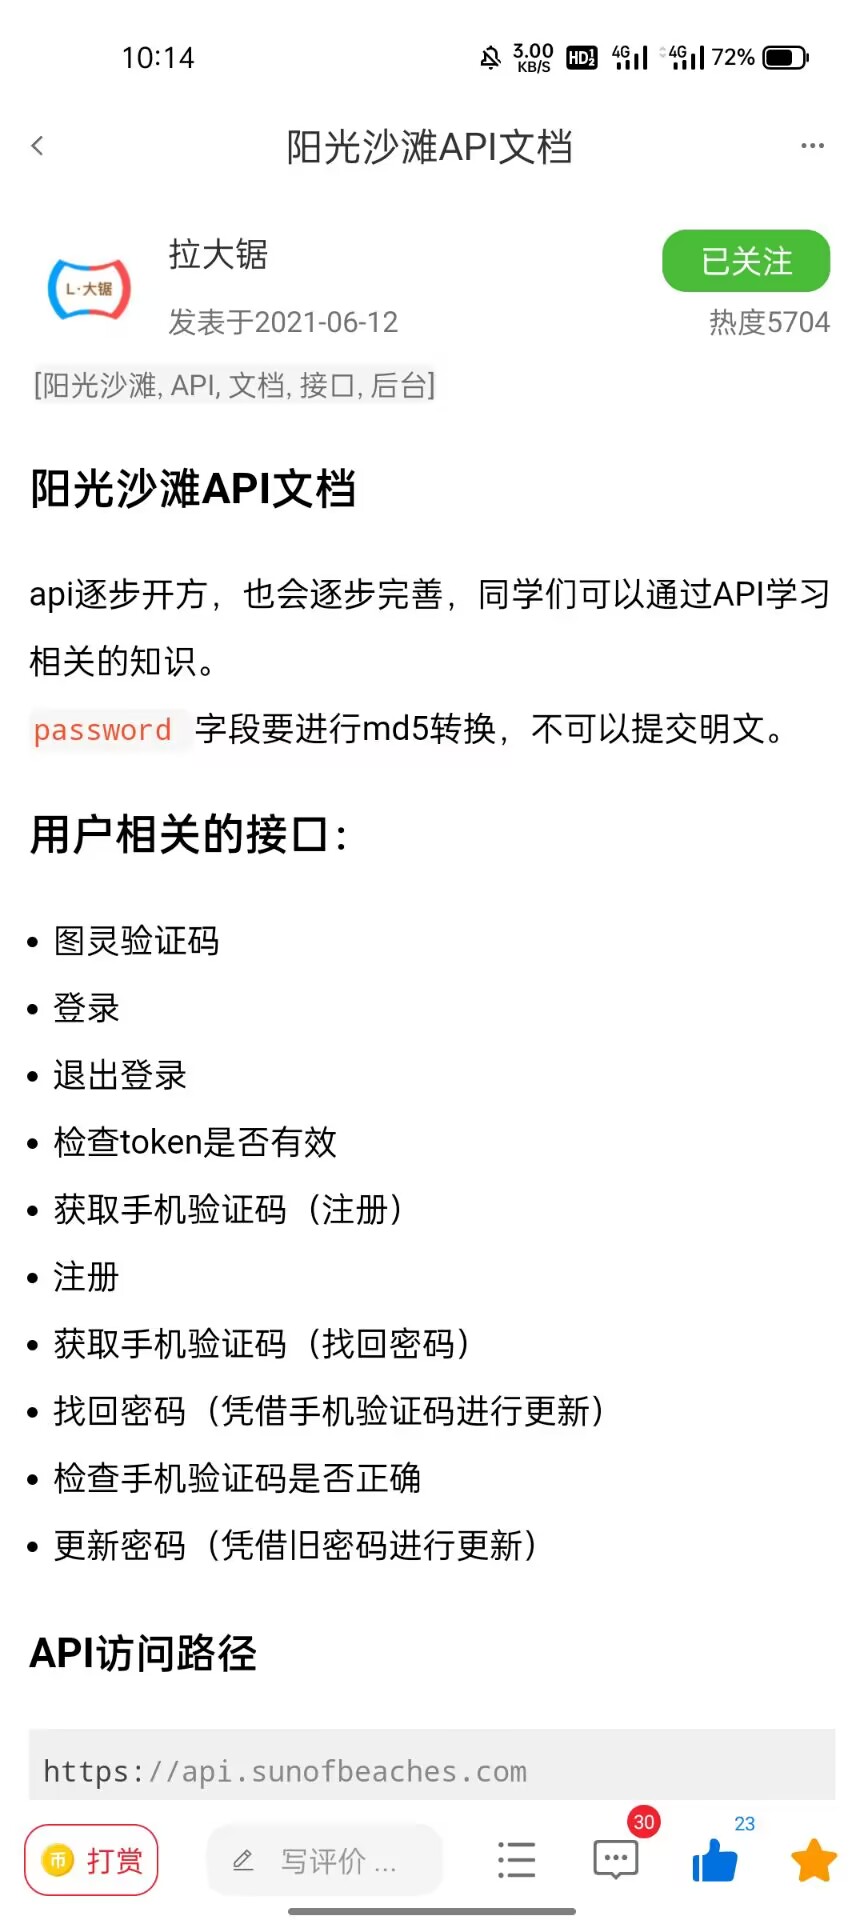 10:14
3.00
KB/S
HD 1 2
4G
4G
72%
阳光沙滩API文档
拉大锯
已关注
L·大锯
发表于2021-06-12
热度5704
[阳光沙滩, API, 文档, 接口, 后台]
阳光沙滩API文档
api逐步开方，也会逐步完善，同学们可以通过API学习
相关的知识。
password 字段要进行md5转换，不可以提交明文。
用户相关的接口：
• 图灵验证码
• 登录
• 退出登录
• 检查token是否有效
• 获取手机验证码（注册）
• 注册
• 获取手机验证码（找回密码）
• 找回密码（凭借手机验证码进行更新）
• 检查手机验证码是否正确
• 更新密码（凭借旧密码进行更新）
API访问路径
https://api.sunofbeaches.com
币 打赏
写评价 ...
30
23